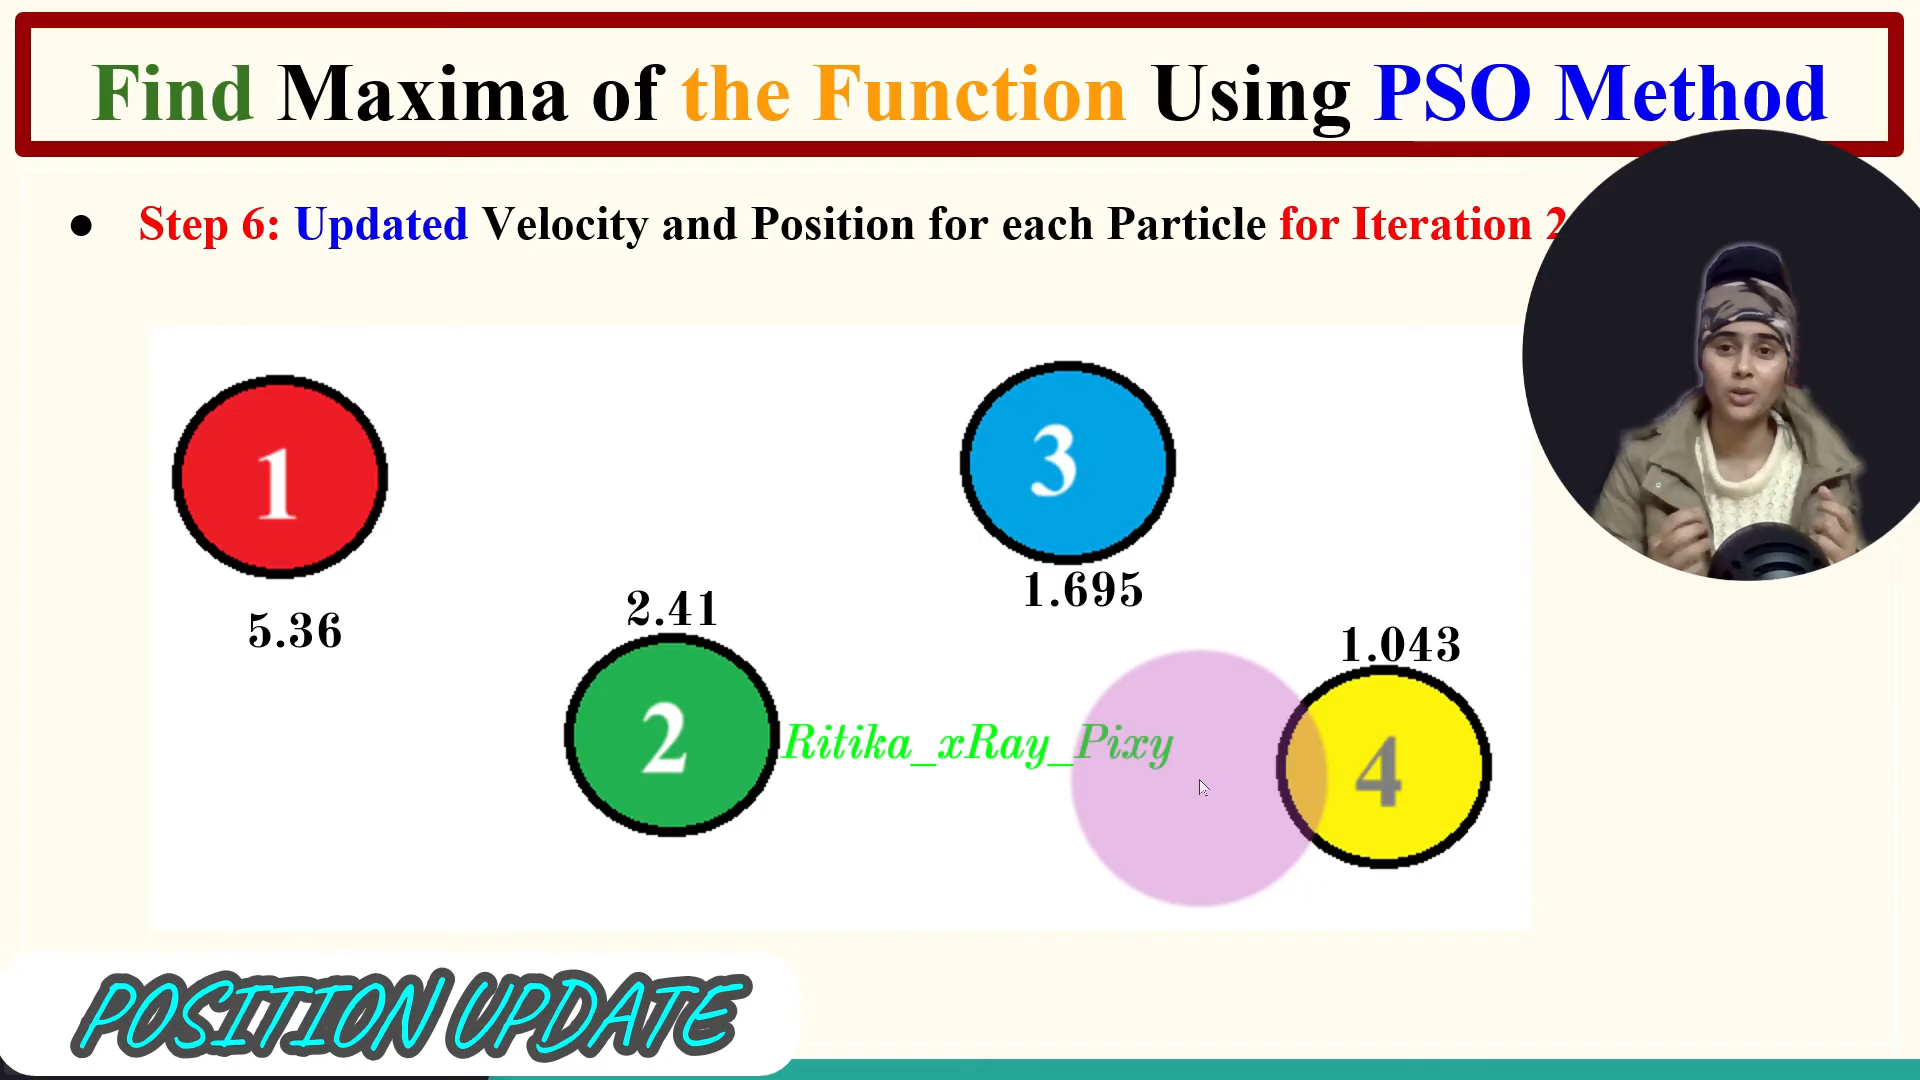 Find Maxima of the Function Using PSO Method
● Step 6: Updated Velocity and Position for each Particle for Iteration 2
1
3
5.36
2.41
1.695
1.043
2
Ritika_xRay_Pixy
4
POSITION UPDATE